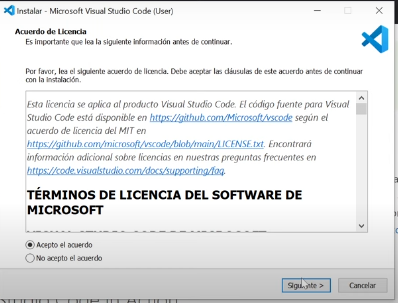 Instalar - Microsoft Visual Studio Code (User)
Acuerdo de Licencia
Es importante que lea la siguiente información antes de continuar.
Por favor, lea el siguiente acuerdo de licencia. Debe aceptar las cláusulas de este acuerdo antes de continuar
con la instalación.
Esta licencia se aplica al producto Visual Studio Code. El código fuente para Visual
Studio Code está disponible en https://github.com/Microsoft/vscode según el
acuerdo de licencia del MIT en
https://github.com/microsoft/vscode/blob/main/LICENSE.txt. Encontrará
información adicional sobre licencias en nuestras preguntas frecuentes en
https://code.visualstudio.com/docs/supporting/faq.
TÉRMINOS DE LICENCIA DEL SOFTWARE DE
MICROSOFT
Acepto el acuerdo
No acepto el acuerdo
Siguiente >
Cancelar